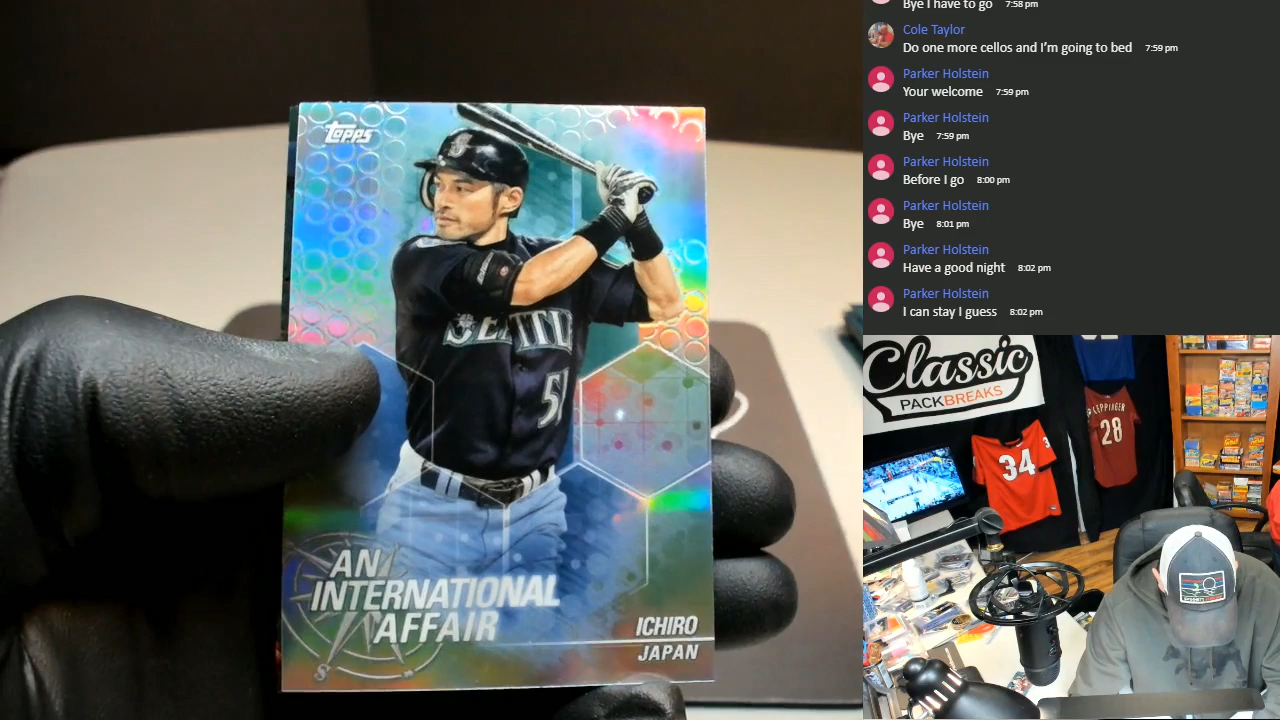 Topps
SEATTLE
51
AN
INTERNATIONAL
AFFAIR
ICHIRO
JAPAN
S
Bye I have to go 7:58 pm
Cole Taylor
Do one more cellos and I'm going to bed 7:59 pm
Parker Holstein
Your welcome 7:59 pm
Parker Holstein
Bye 7:59 pm
Parker Holstein
Before I go 8:00 pm
Parker Holstein
Bye 8:01 pm
Parker Holstein
Have a good night 8:02 pm
Parker Holstein
I can stay I guess 8:02 pm
Classic
PACKBREAKS
34
KEPPINGER
28